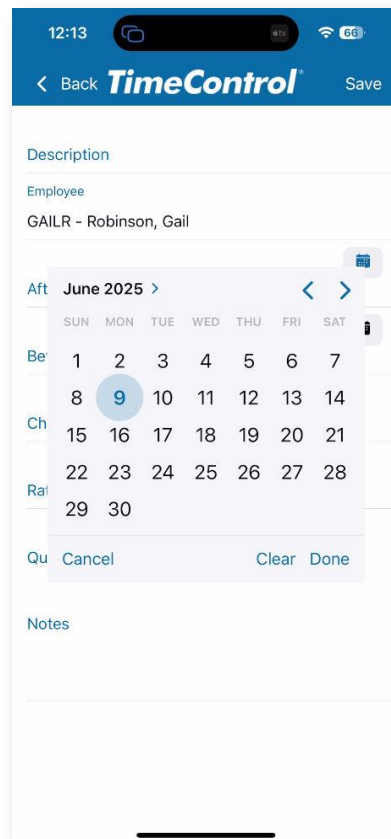 12:13
tv
66
Back TimeControl® Save
Description
Employee
GAILR - Robinson, Gail
Aft
June 2025
SUN MON TUE WED THU FRI SAT
Be
1 2 3 4 5 6 7
8 9 10 11 12 13 14
Ch
15 16 17 18 19 20 21
22 23 24 25 26 27 28
Rat
29 30
Qu
Cancel Clear Done
Notes